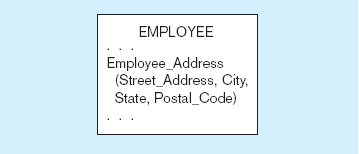 EMPLOYEE
. . .
Employee_Address
(Street_Address, City,
State, Postal_Code)
. . .